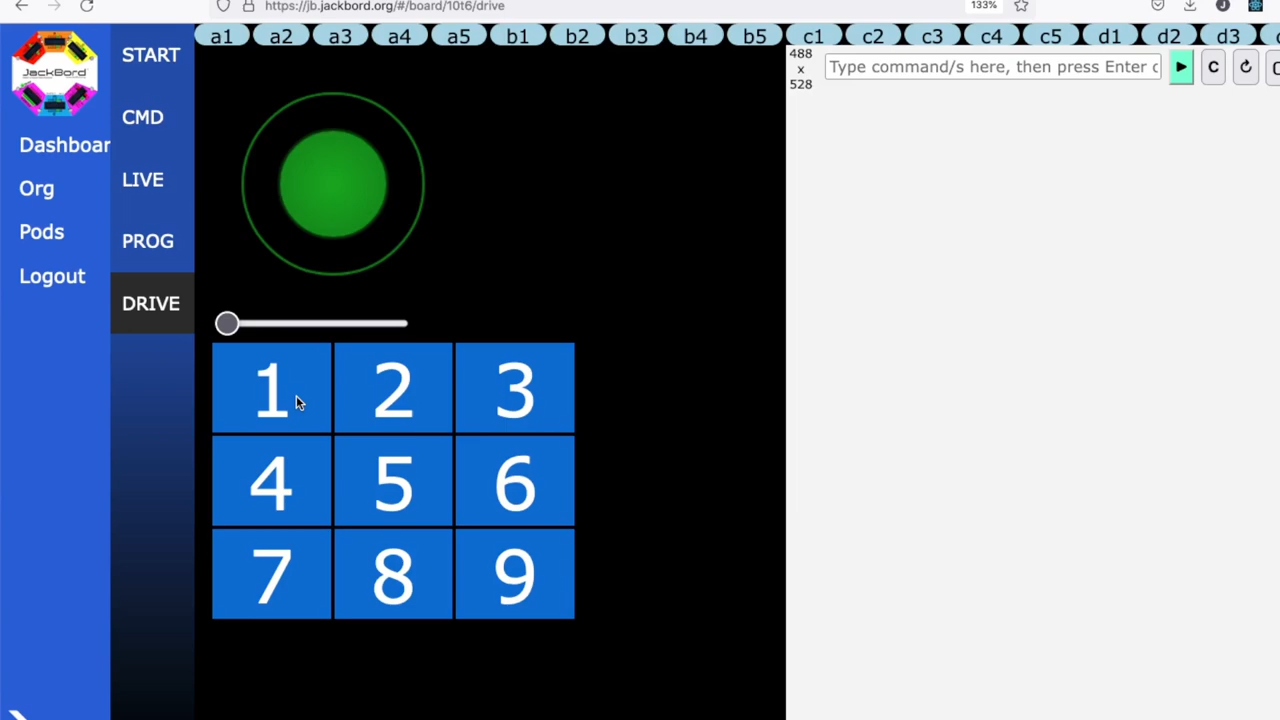 https://jb.jackbord.org/#/board/10t6/drive
133%
J
JackBord
START
CMD
LIVE
PROG
DRIVE
Dashboar
Org
Pods
Logout
a1 a2 a3 a4 a5 b1 b2 b3 b4 b5 c1 c2 c3 c4 c5 d1 d2 d3
488
x
528
Type command/s here, then press Enter o
C
1 2 3
4 5 6
7 8 9